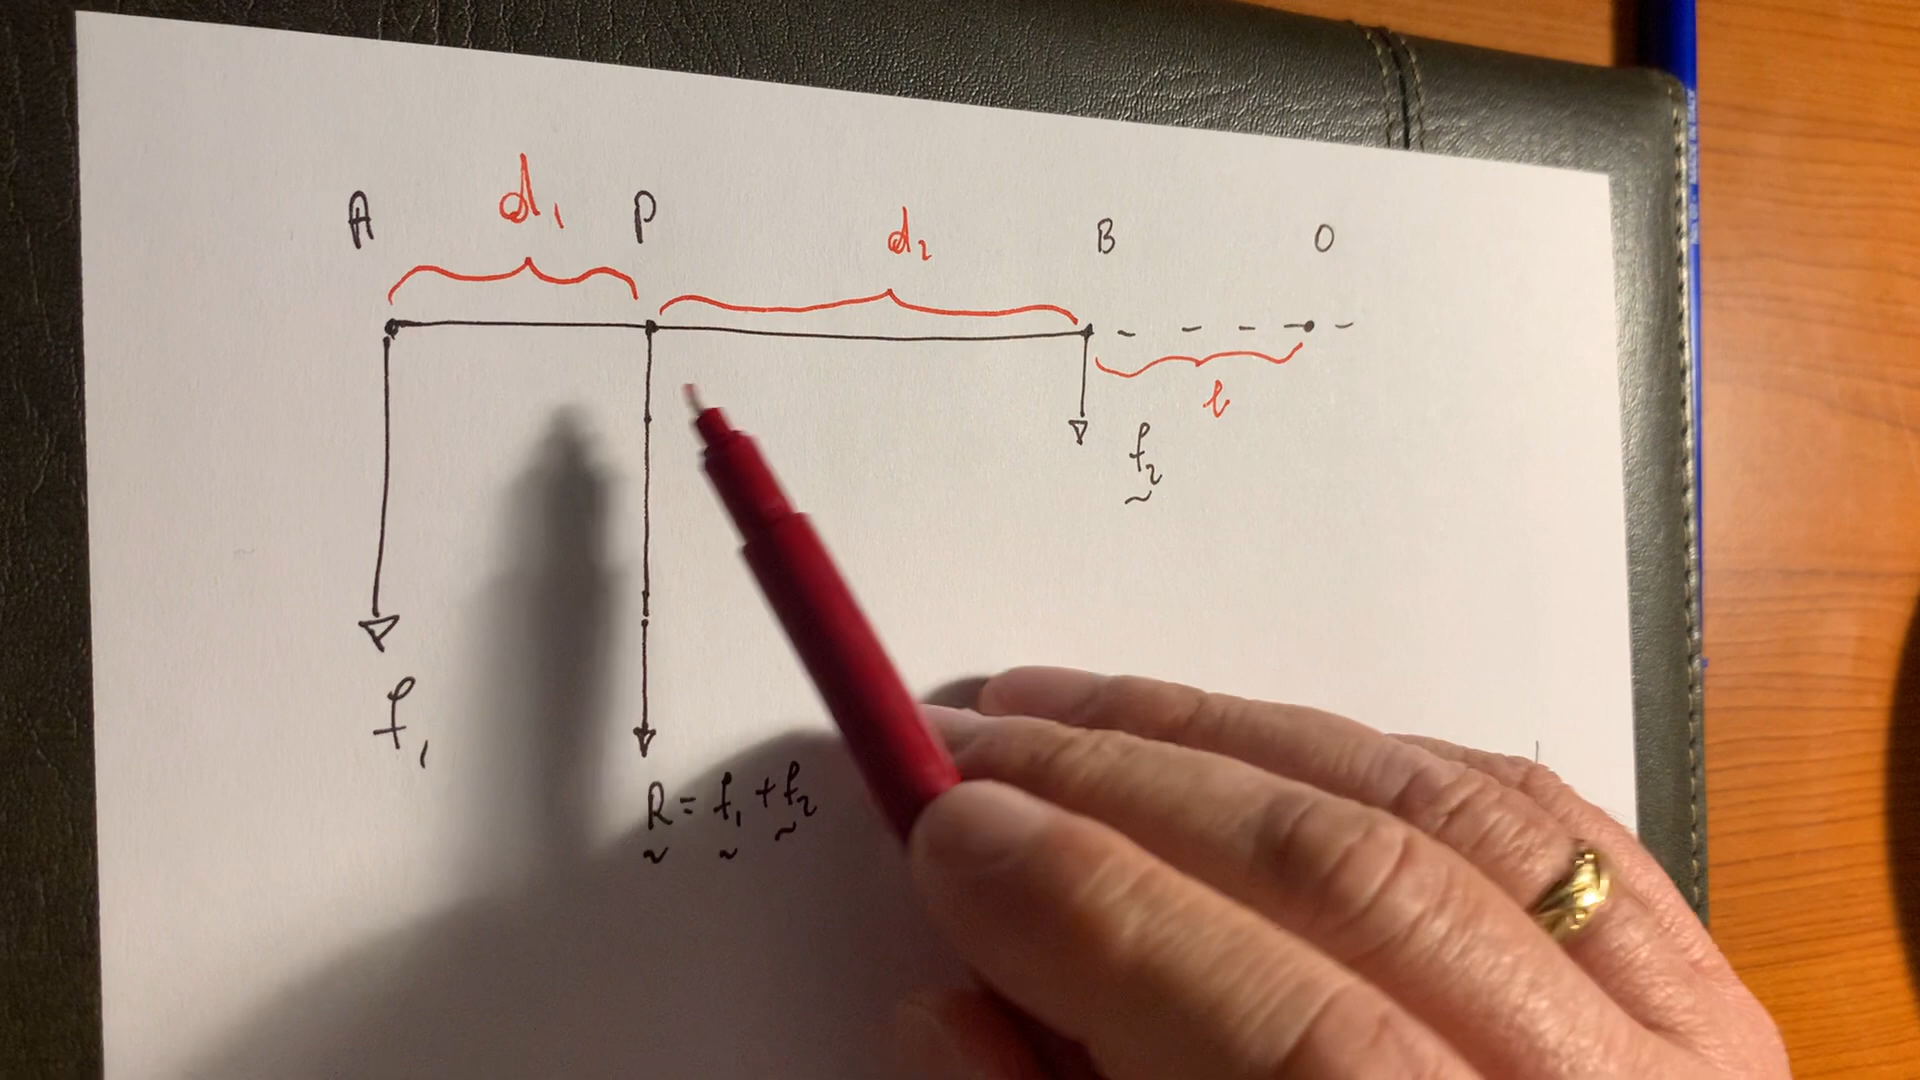 A d₁ P d₂ B O
l
f₂
f₁
R = f₁ + f₂